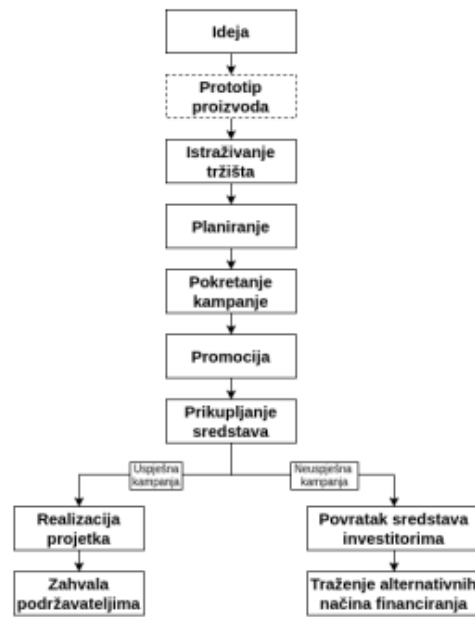 Ideja
Prototip
proizvoda
Istraživanje
tržišta
Planiranje
Pokretanje
kampanje
Promocija
Prikupljanje
sredstava
Uspješna
kampanja
Neuspješna
kampanja
Realizacija
projetka
Povratak sredstava
investitorima
Zahvala
podržavateljima
Traženje alternativnih
načina financiranja